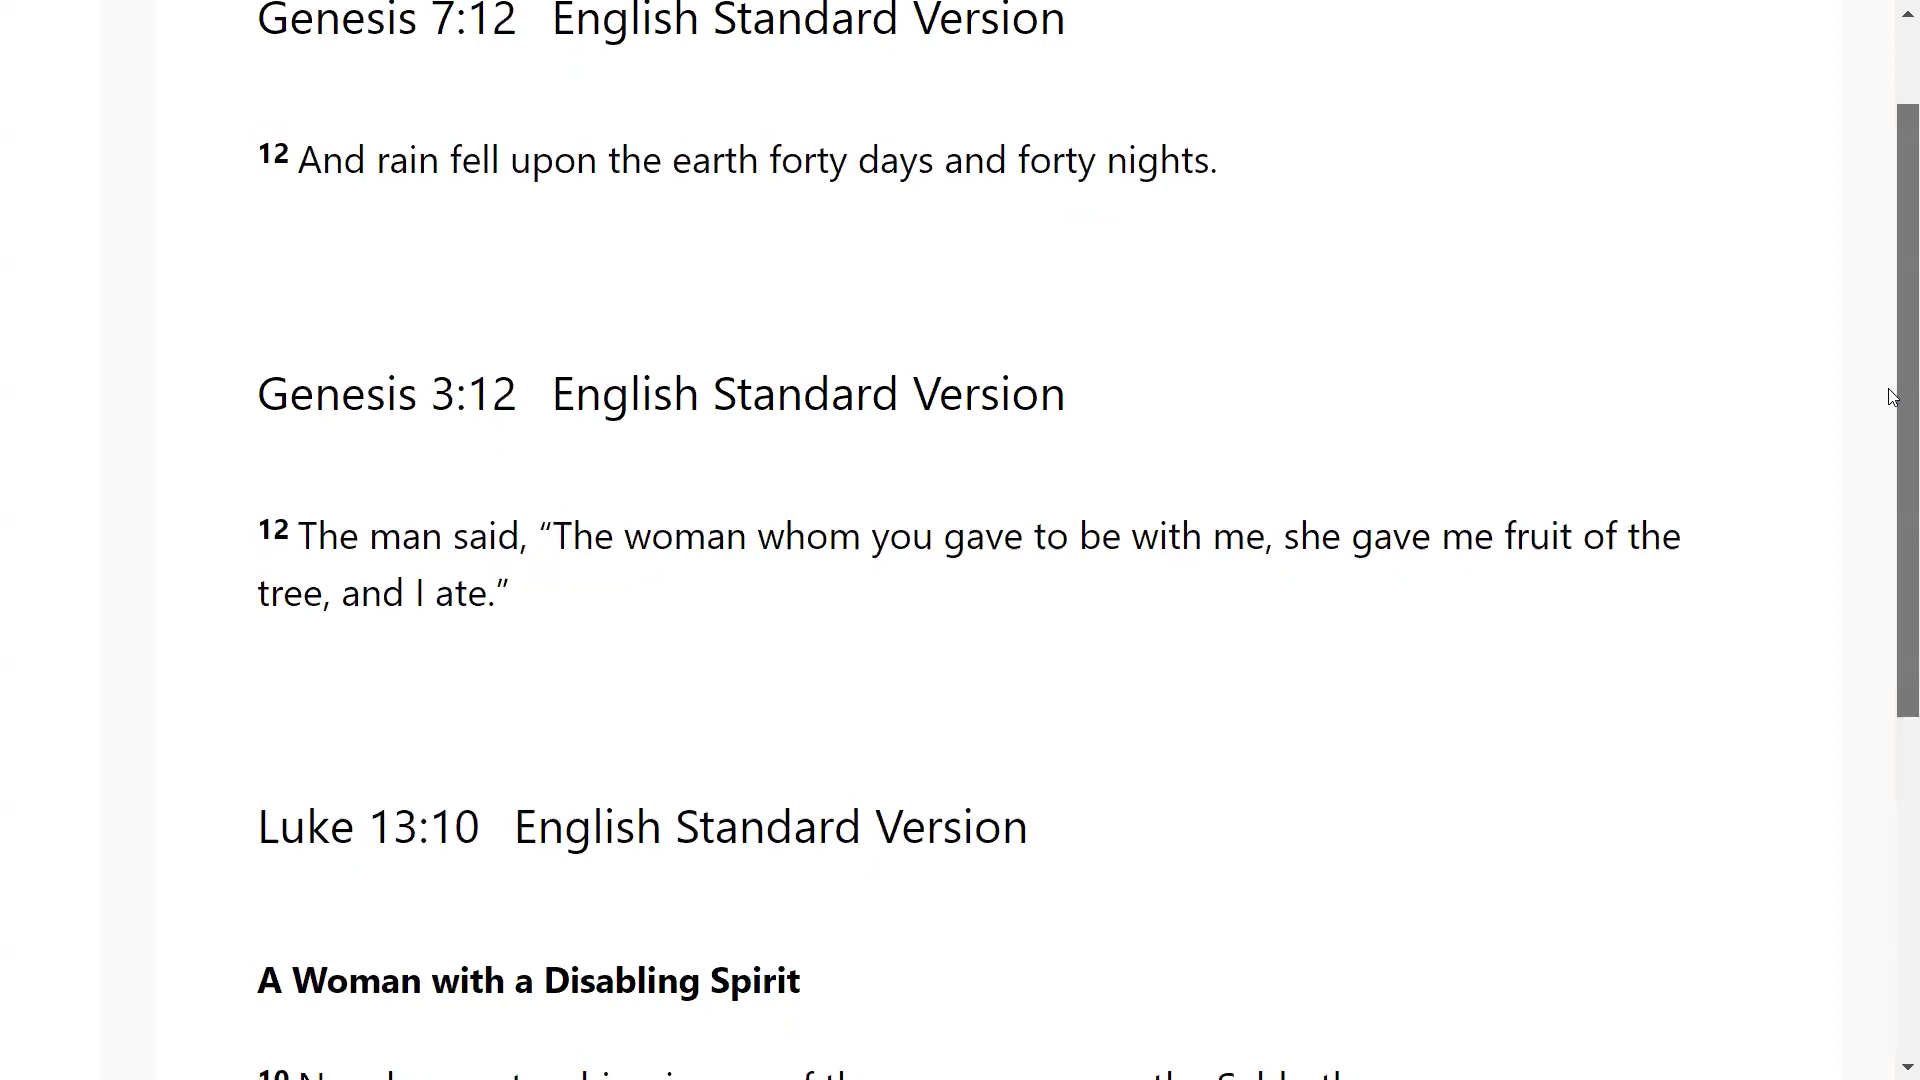 Genesis 7:12 English Standard Version
12 And rain fell upon the earth forty days and forty nights.
Genesis 3:12 English Standard Version
12 The man said, “The woman whom you gave to be with me, she gave me fruit of the
tree, and I ate.”
Luke 13:10 English Standard Version
A Woman with a Disabling Spirit
10